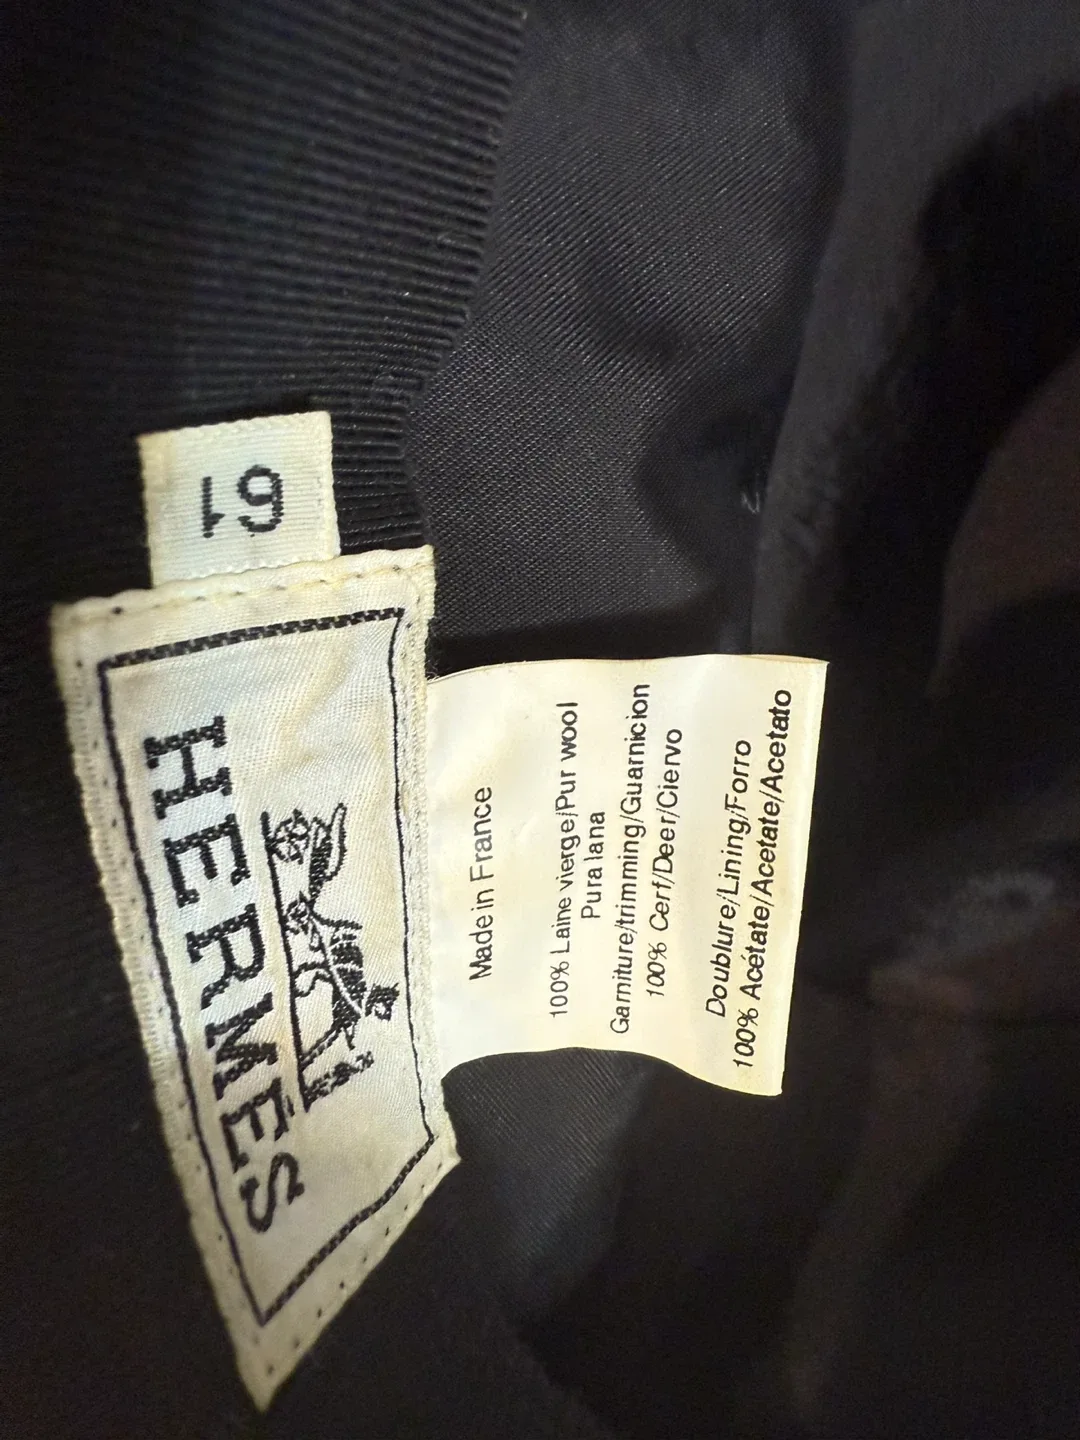 61
HERMES
Made in France
100% Laine vierge/Pur wool
Pura lana
Garniture/trimming/Guarnicion
100% Cerf/Deer/Ciervo
Doublure/Lining/Forro
100% Acétate/Acetate/Acetato